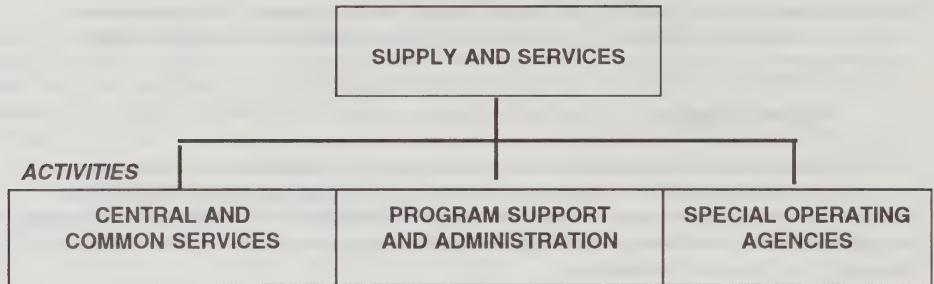 SUPPLY AND SERVICES
ACTIVITIES
CENTRAL AND
COMMON SERVICES
PROGRAM SUPPORT
AND ADMINISTRATION
SPECIAL OPERATING
AGENCIES